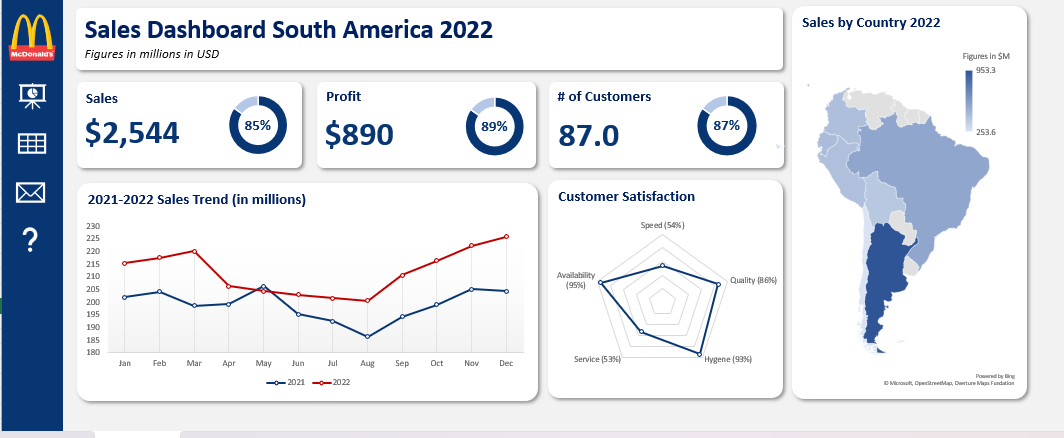 McDonald's
Sales Dashboard South America 2022
Figures in millions in USD
Sales
$2,544
85%
Profit
$890
89%
# of Customers
87.0
87%
2021-2022 Sales Trend (in millions)
230
225
220
215
210
205
200
195
190
185
180
Jan Feb Mar Apr May Jun Jul Aug Sep Oct Nov Dec
2021 2022
Customer Satisfaction
Speed (54%)
Quality (86%)
Hygene (93%)
Service (53%)
Availability
(95%)
Sales by Country 2022
Figures in $M
953.3
253.6
Powered by Bing
© Microsoft, OpenStreetMap, Overture Maps Fundation
?